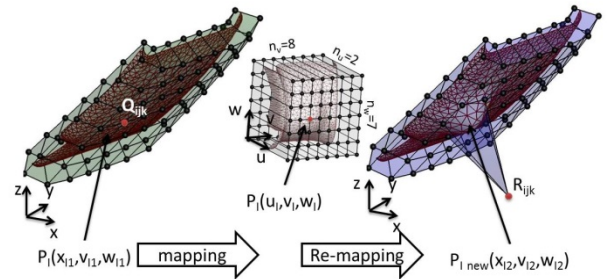 n_v=8
n_u=2
n_w=7
Q_ijk
w
v
u
z
y
x
z
y
x
R_ijk
P_l(u_l,v_l,w_l)
P_l(x_l1,v_l1,w_l1)
mapping
Re-mapping
P_l new(x_l2,v_l2,w_l2)